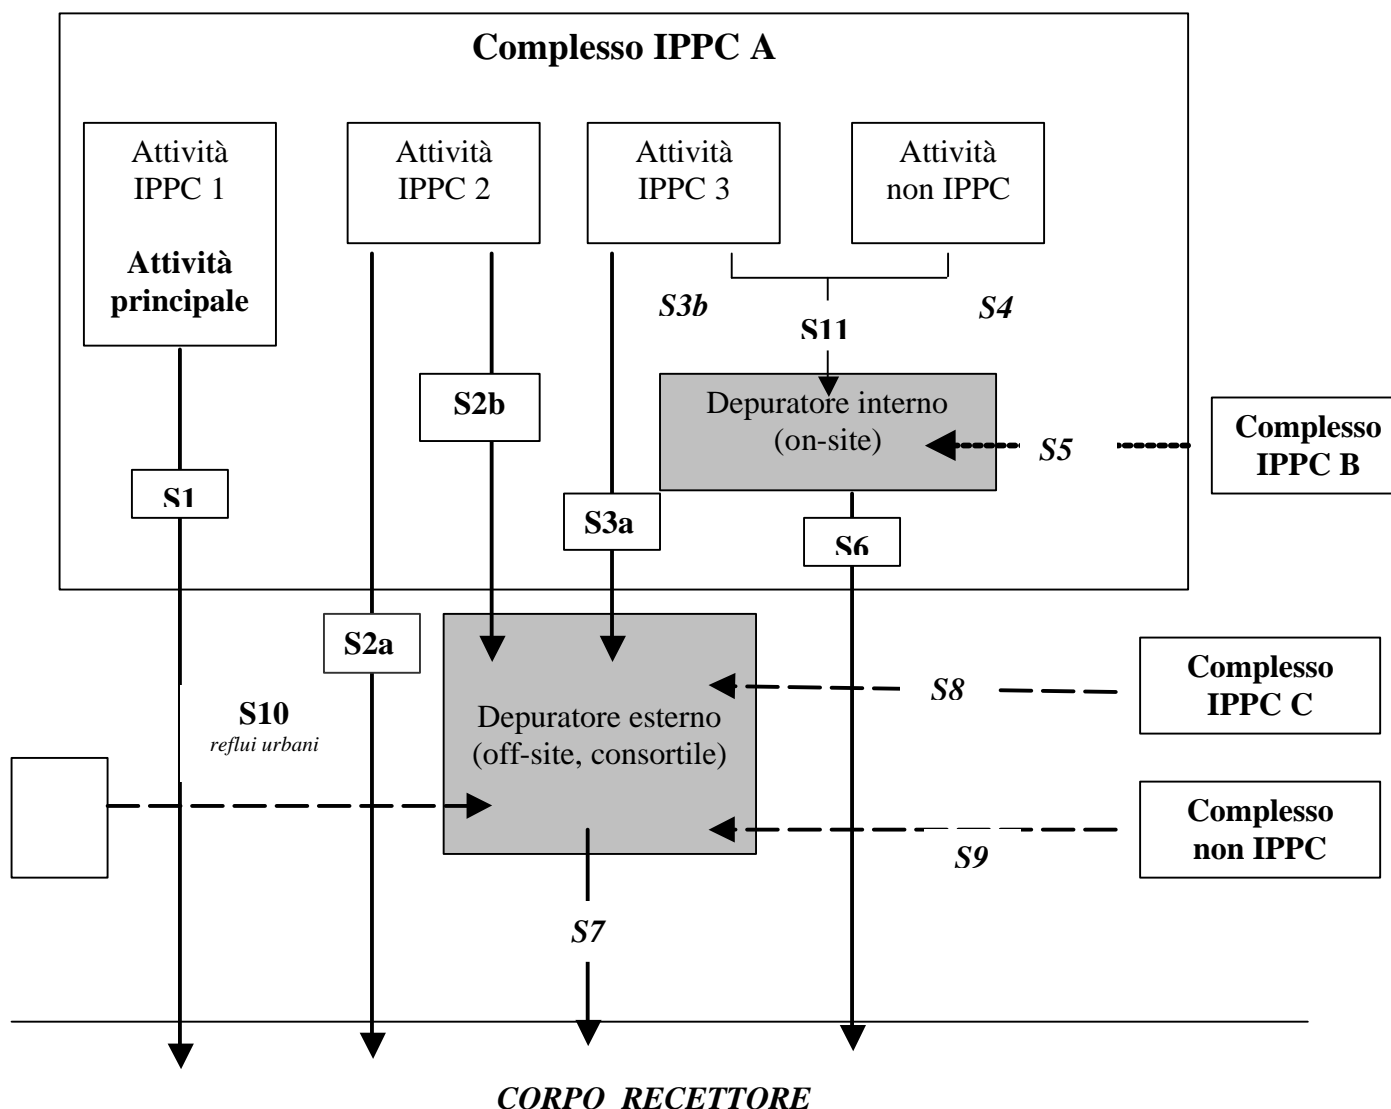 Complesso IPPC A
Attività
IPPC 1
Attività
principale
Attività
IPPC 2
Attività
IPPC 3
Attività
non IPPC
S3b
S4
S11
S2b
Depuratore interno
(on-site)
S5
Complesso
IPPC B
S1
S3a
S6
S2a
S10
reflui urbani
Depuratore esterno
(off-site, consortile)
S8
Complesso
IPPC C
S9
Complesso
non IPPC
S7
CORPO RECETTORE